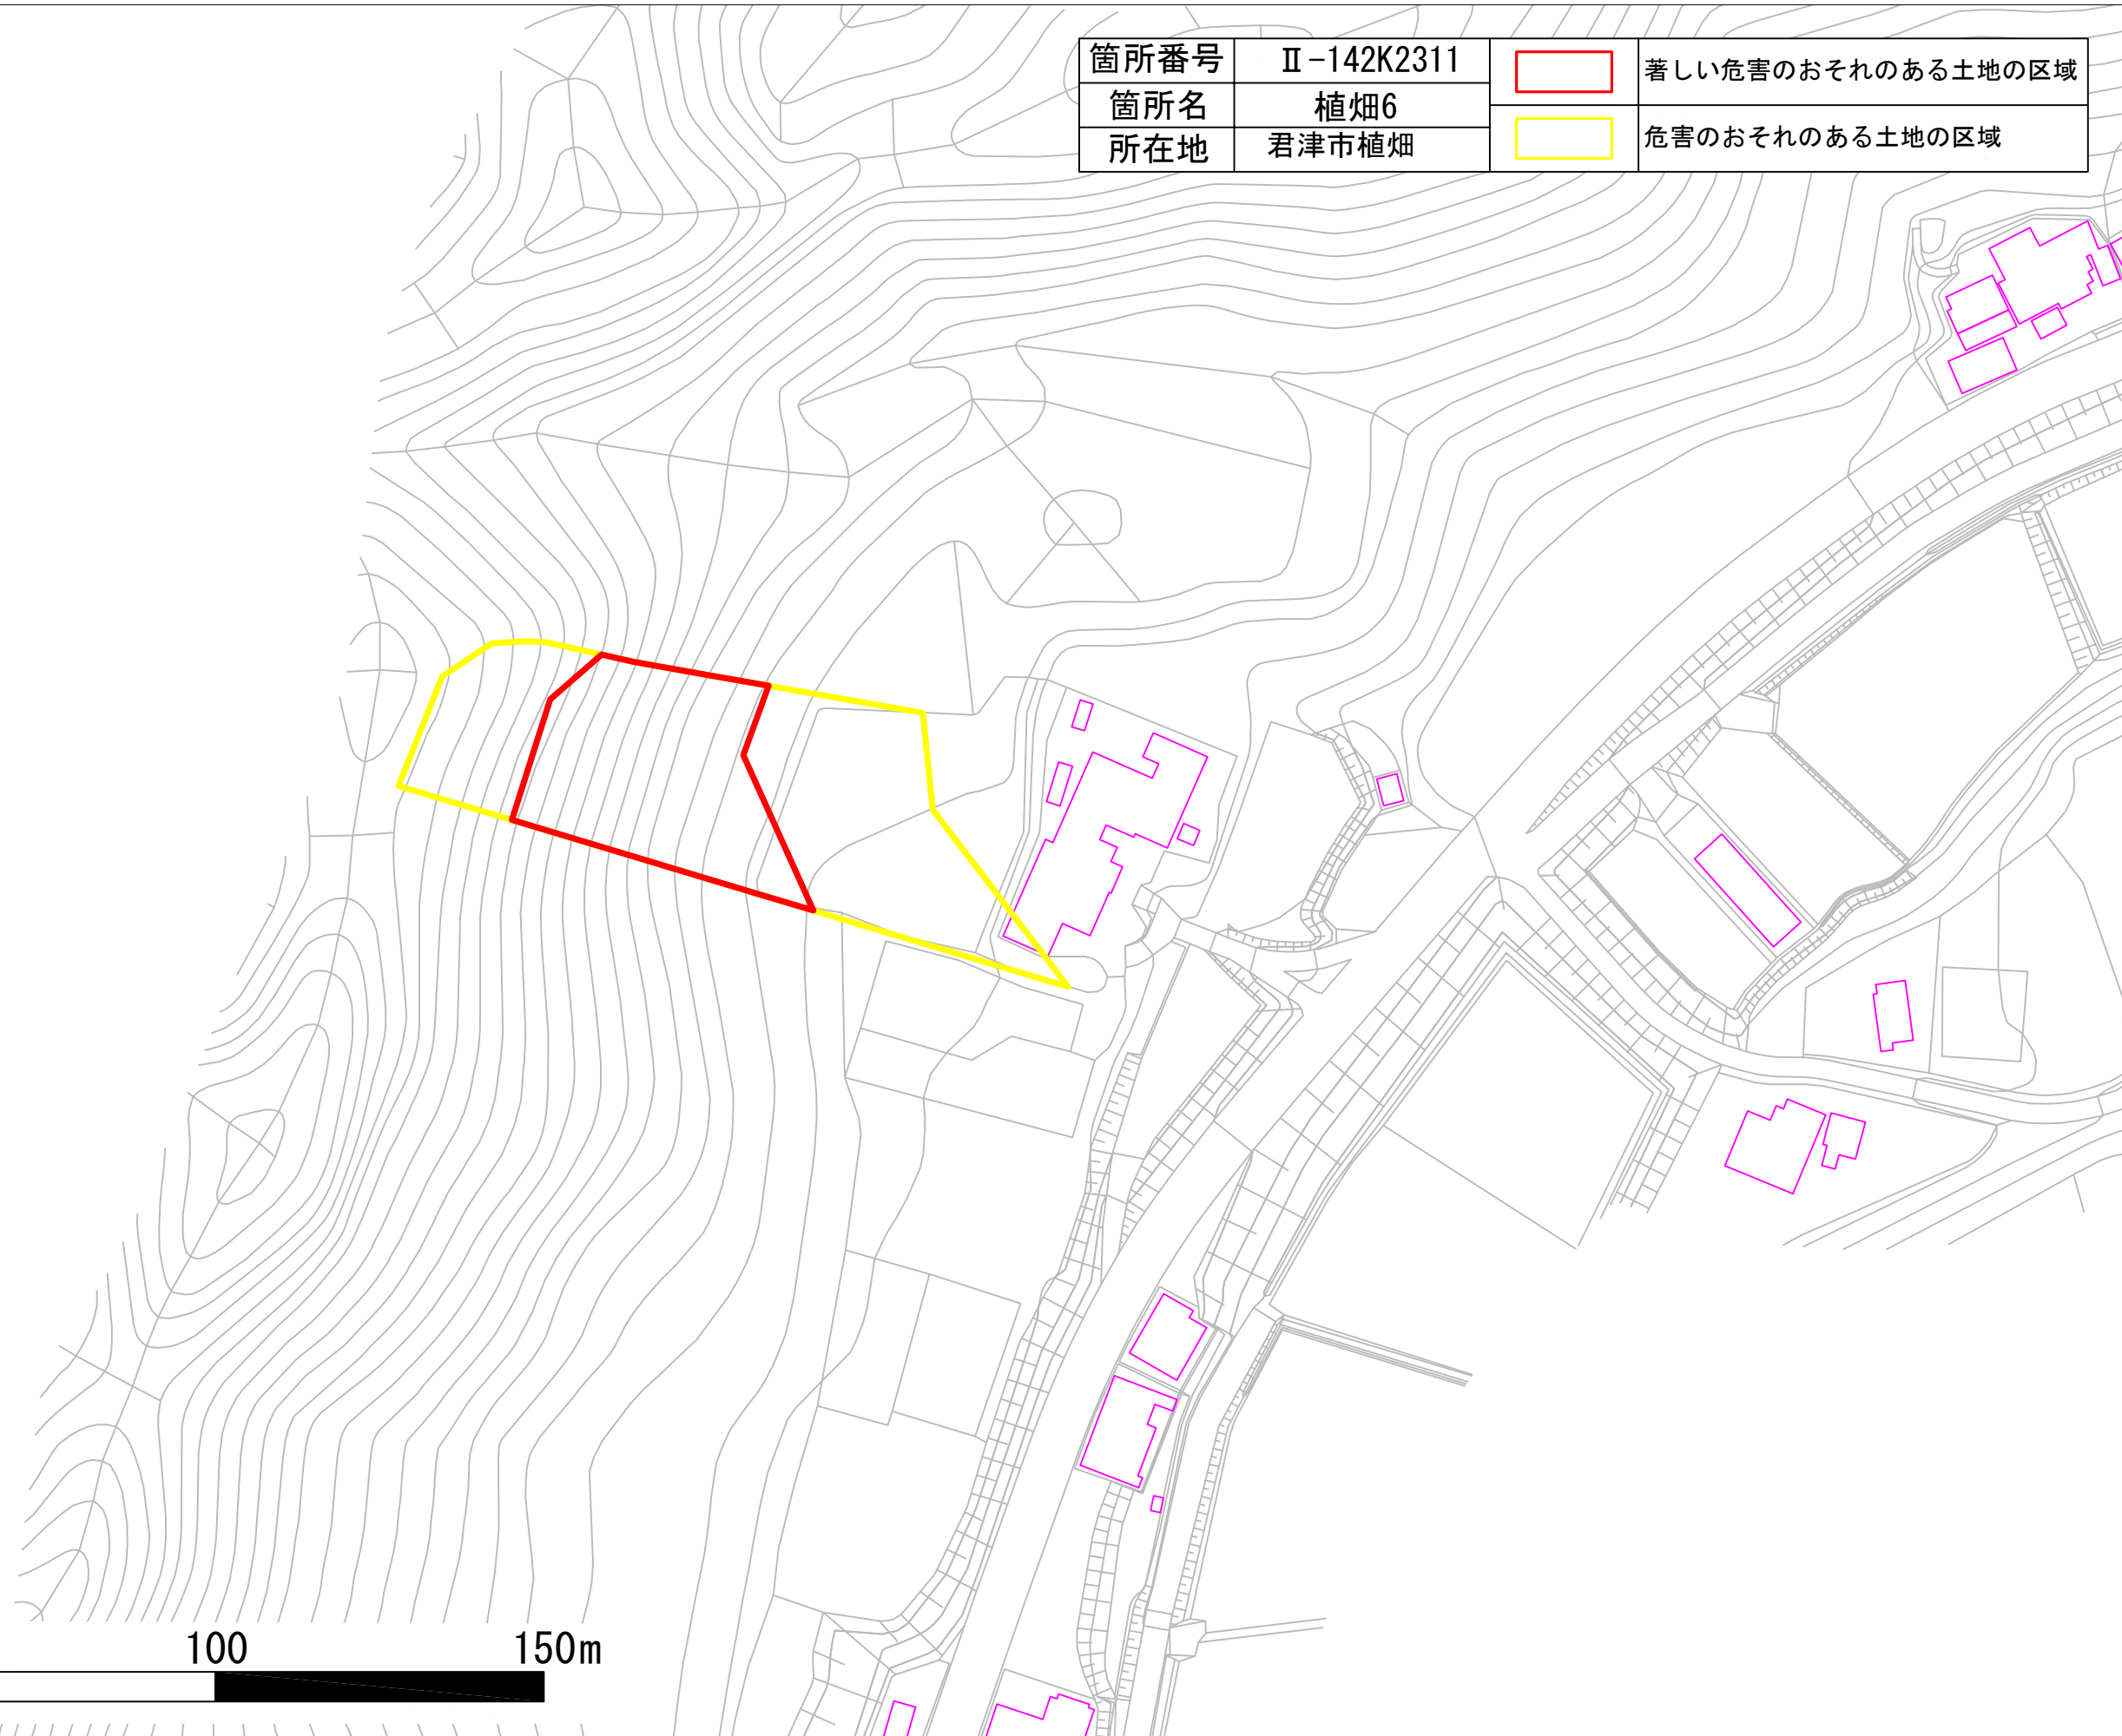 箇所番号 Ⅱ-142K2311
箇所名 植畑6
所在地 君津市植畑
著しい危害のおそれのある土地の区域
危害のおそれのある土地の区域
100 150m